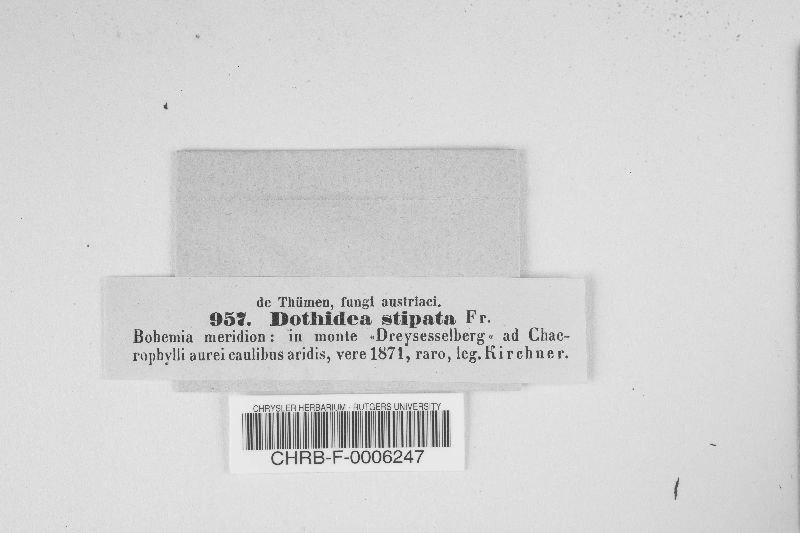 de Thümen, fungi austriaci.
957. Dothidea stipata Fr.
Bohemia meridion: in monte »Dreysesselberg« ad Chae-
rophylli aurei caulibus aridis, vere 1871, raro, leg. Kirchner.
CHRYSLER HERBARIUM - RUTGERS UNIVERSITY
CHRB-F-0006247